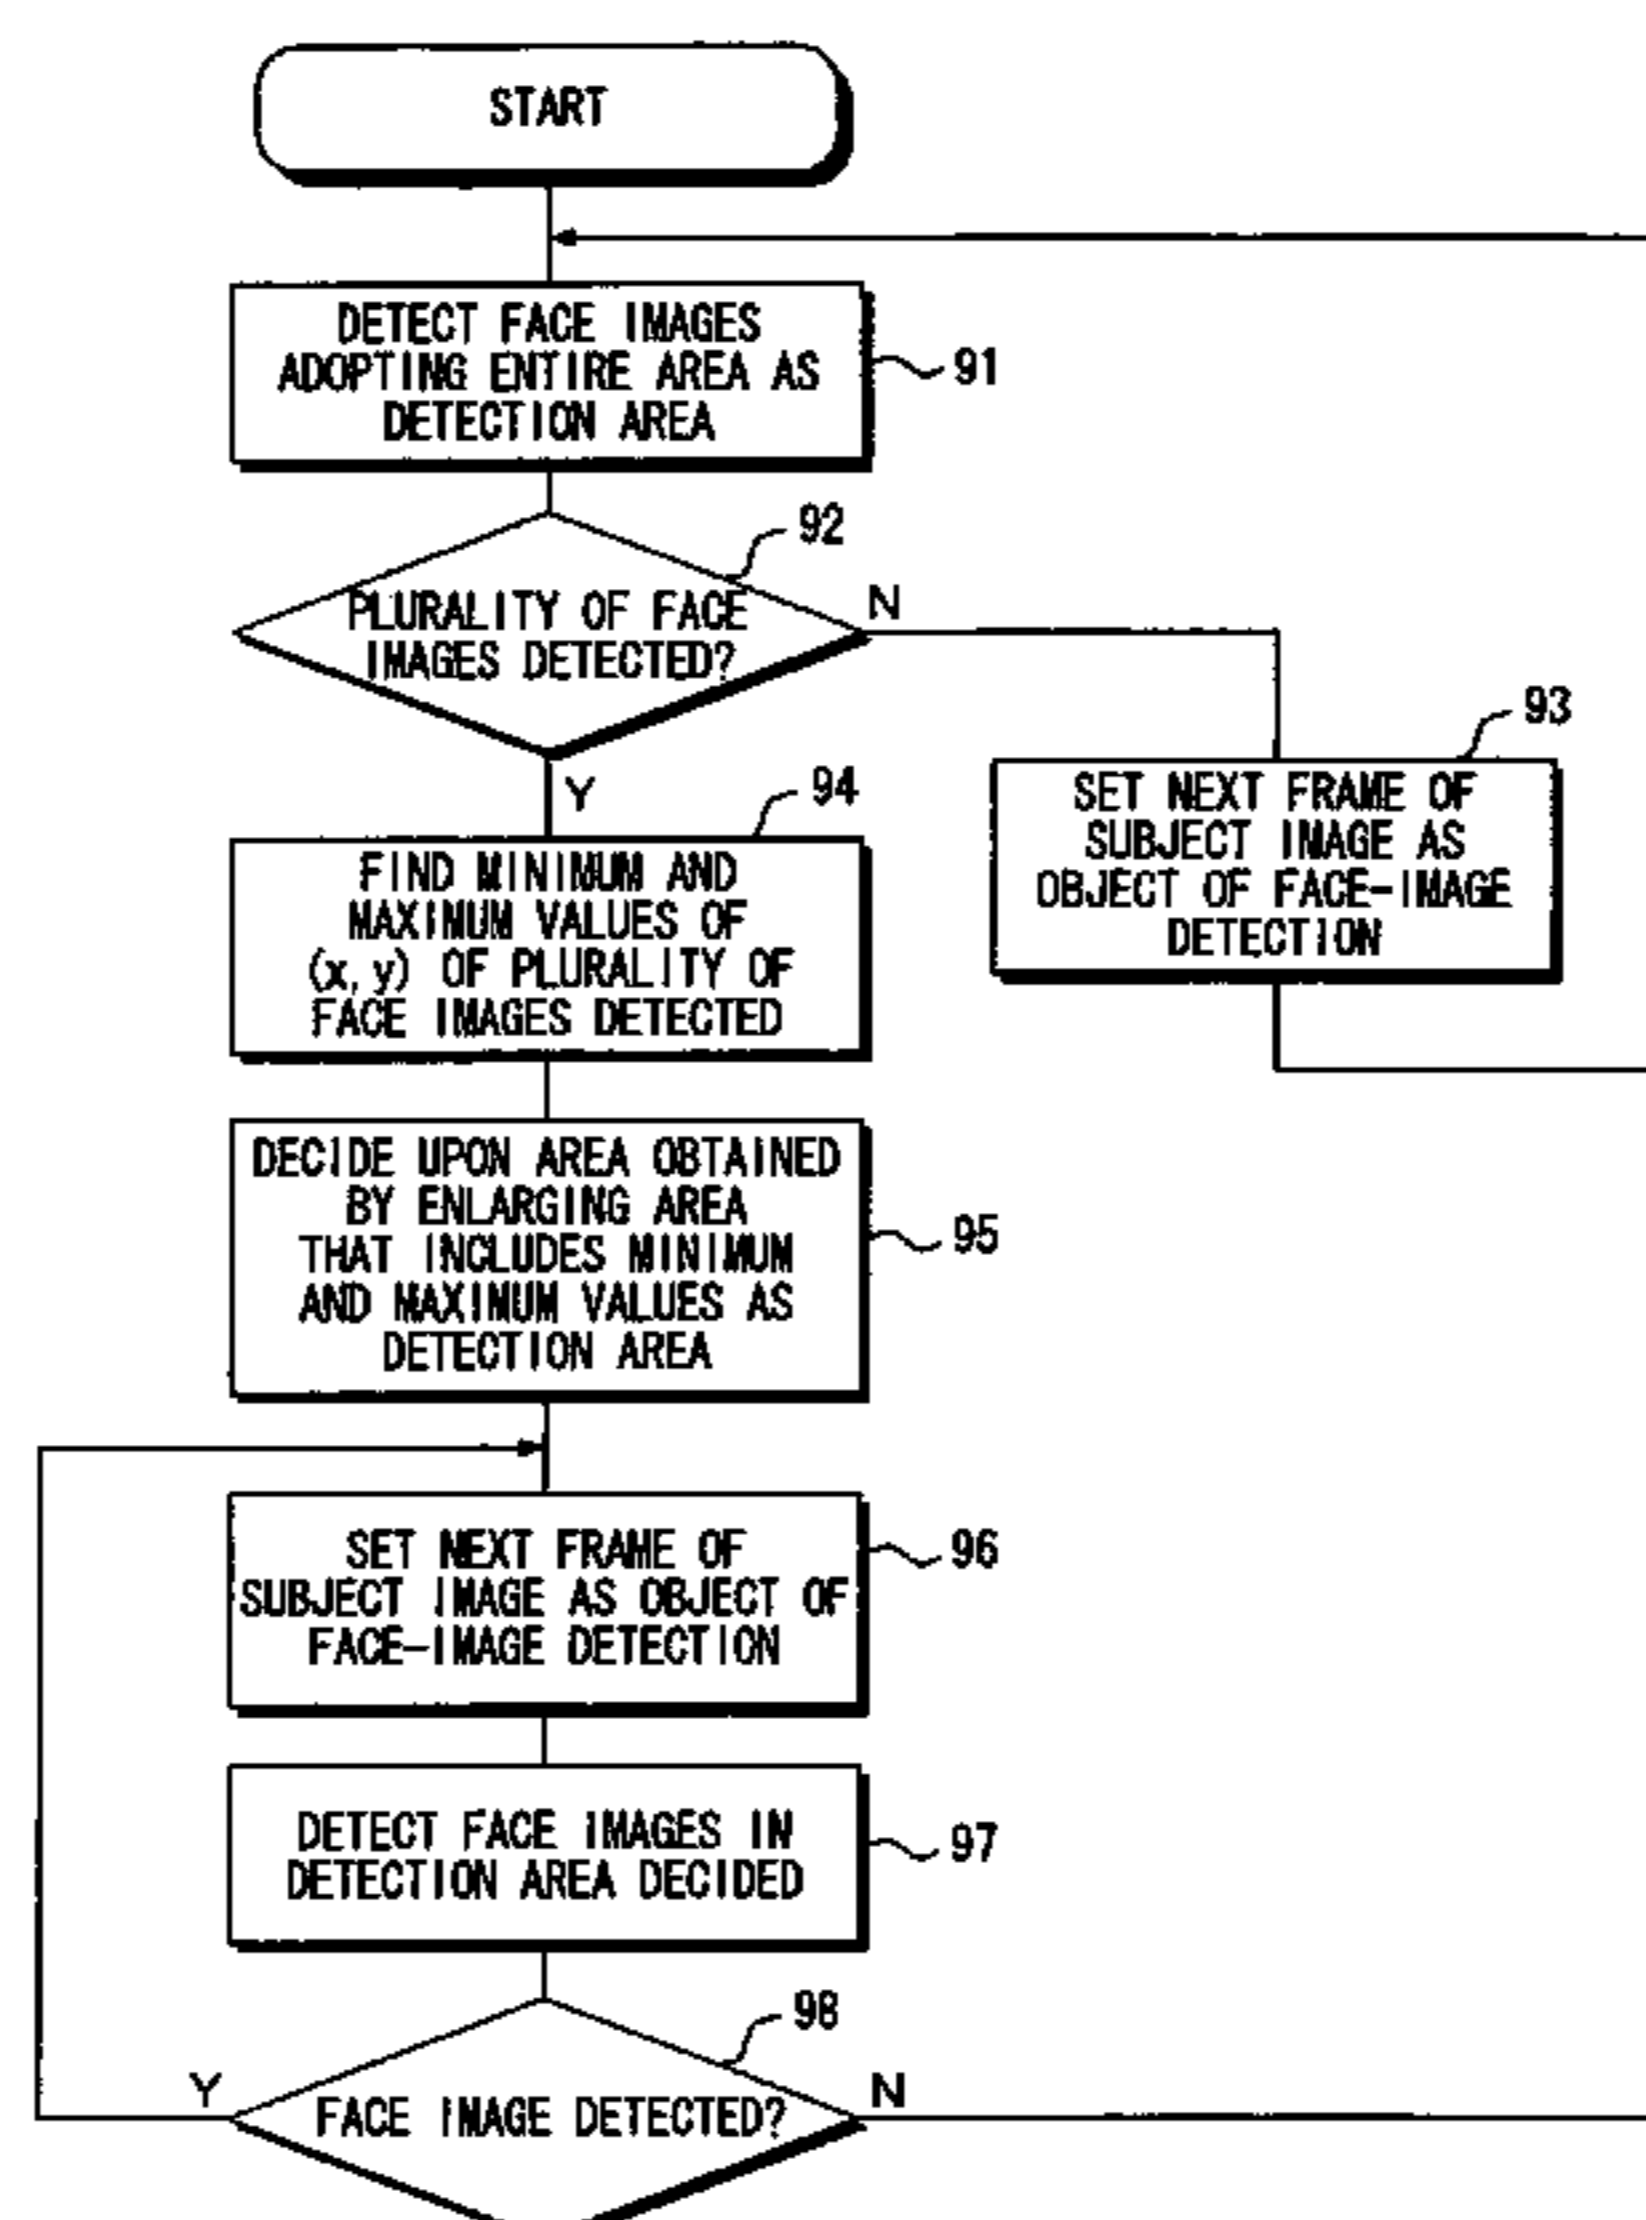 START
DETECT FACE IMAGES
ADOPTING ENTIRE AREA AS
DETECTION AREA
91
92
PLURALITY OF FACE
IMAGES DETECTED?
N
Y
93
SET NEXT FRAME OF
SUBJECT IMAGE AS
OBJECT OF FACE-IMAGE
DETECTION
94
FIND MINIMUM AND
MAXIMUM VALUES OF
(x, y) OF PLURALITY OF
FACE IMAGES DETECTED
DECIDE UPON AREA OBTAINED
BY ENLARGING AREA
THAT INCLUDES MINIMUM
AND MAXIMUM VALUES AS
DETECTION AREA
95
SET NEXT FRAME OF
SUBJECT IMAGE AS OBJECT OF
FACE-IMAGE DETECTION
96
DETECT FACE IMAGES IN
DETECTION AREA DECIDED
97
98
Y
FACE IMAGE DETECTED?
N